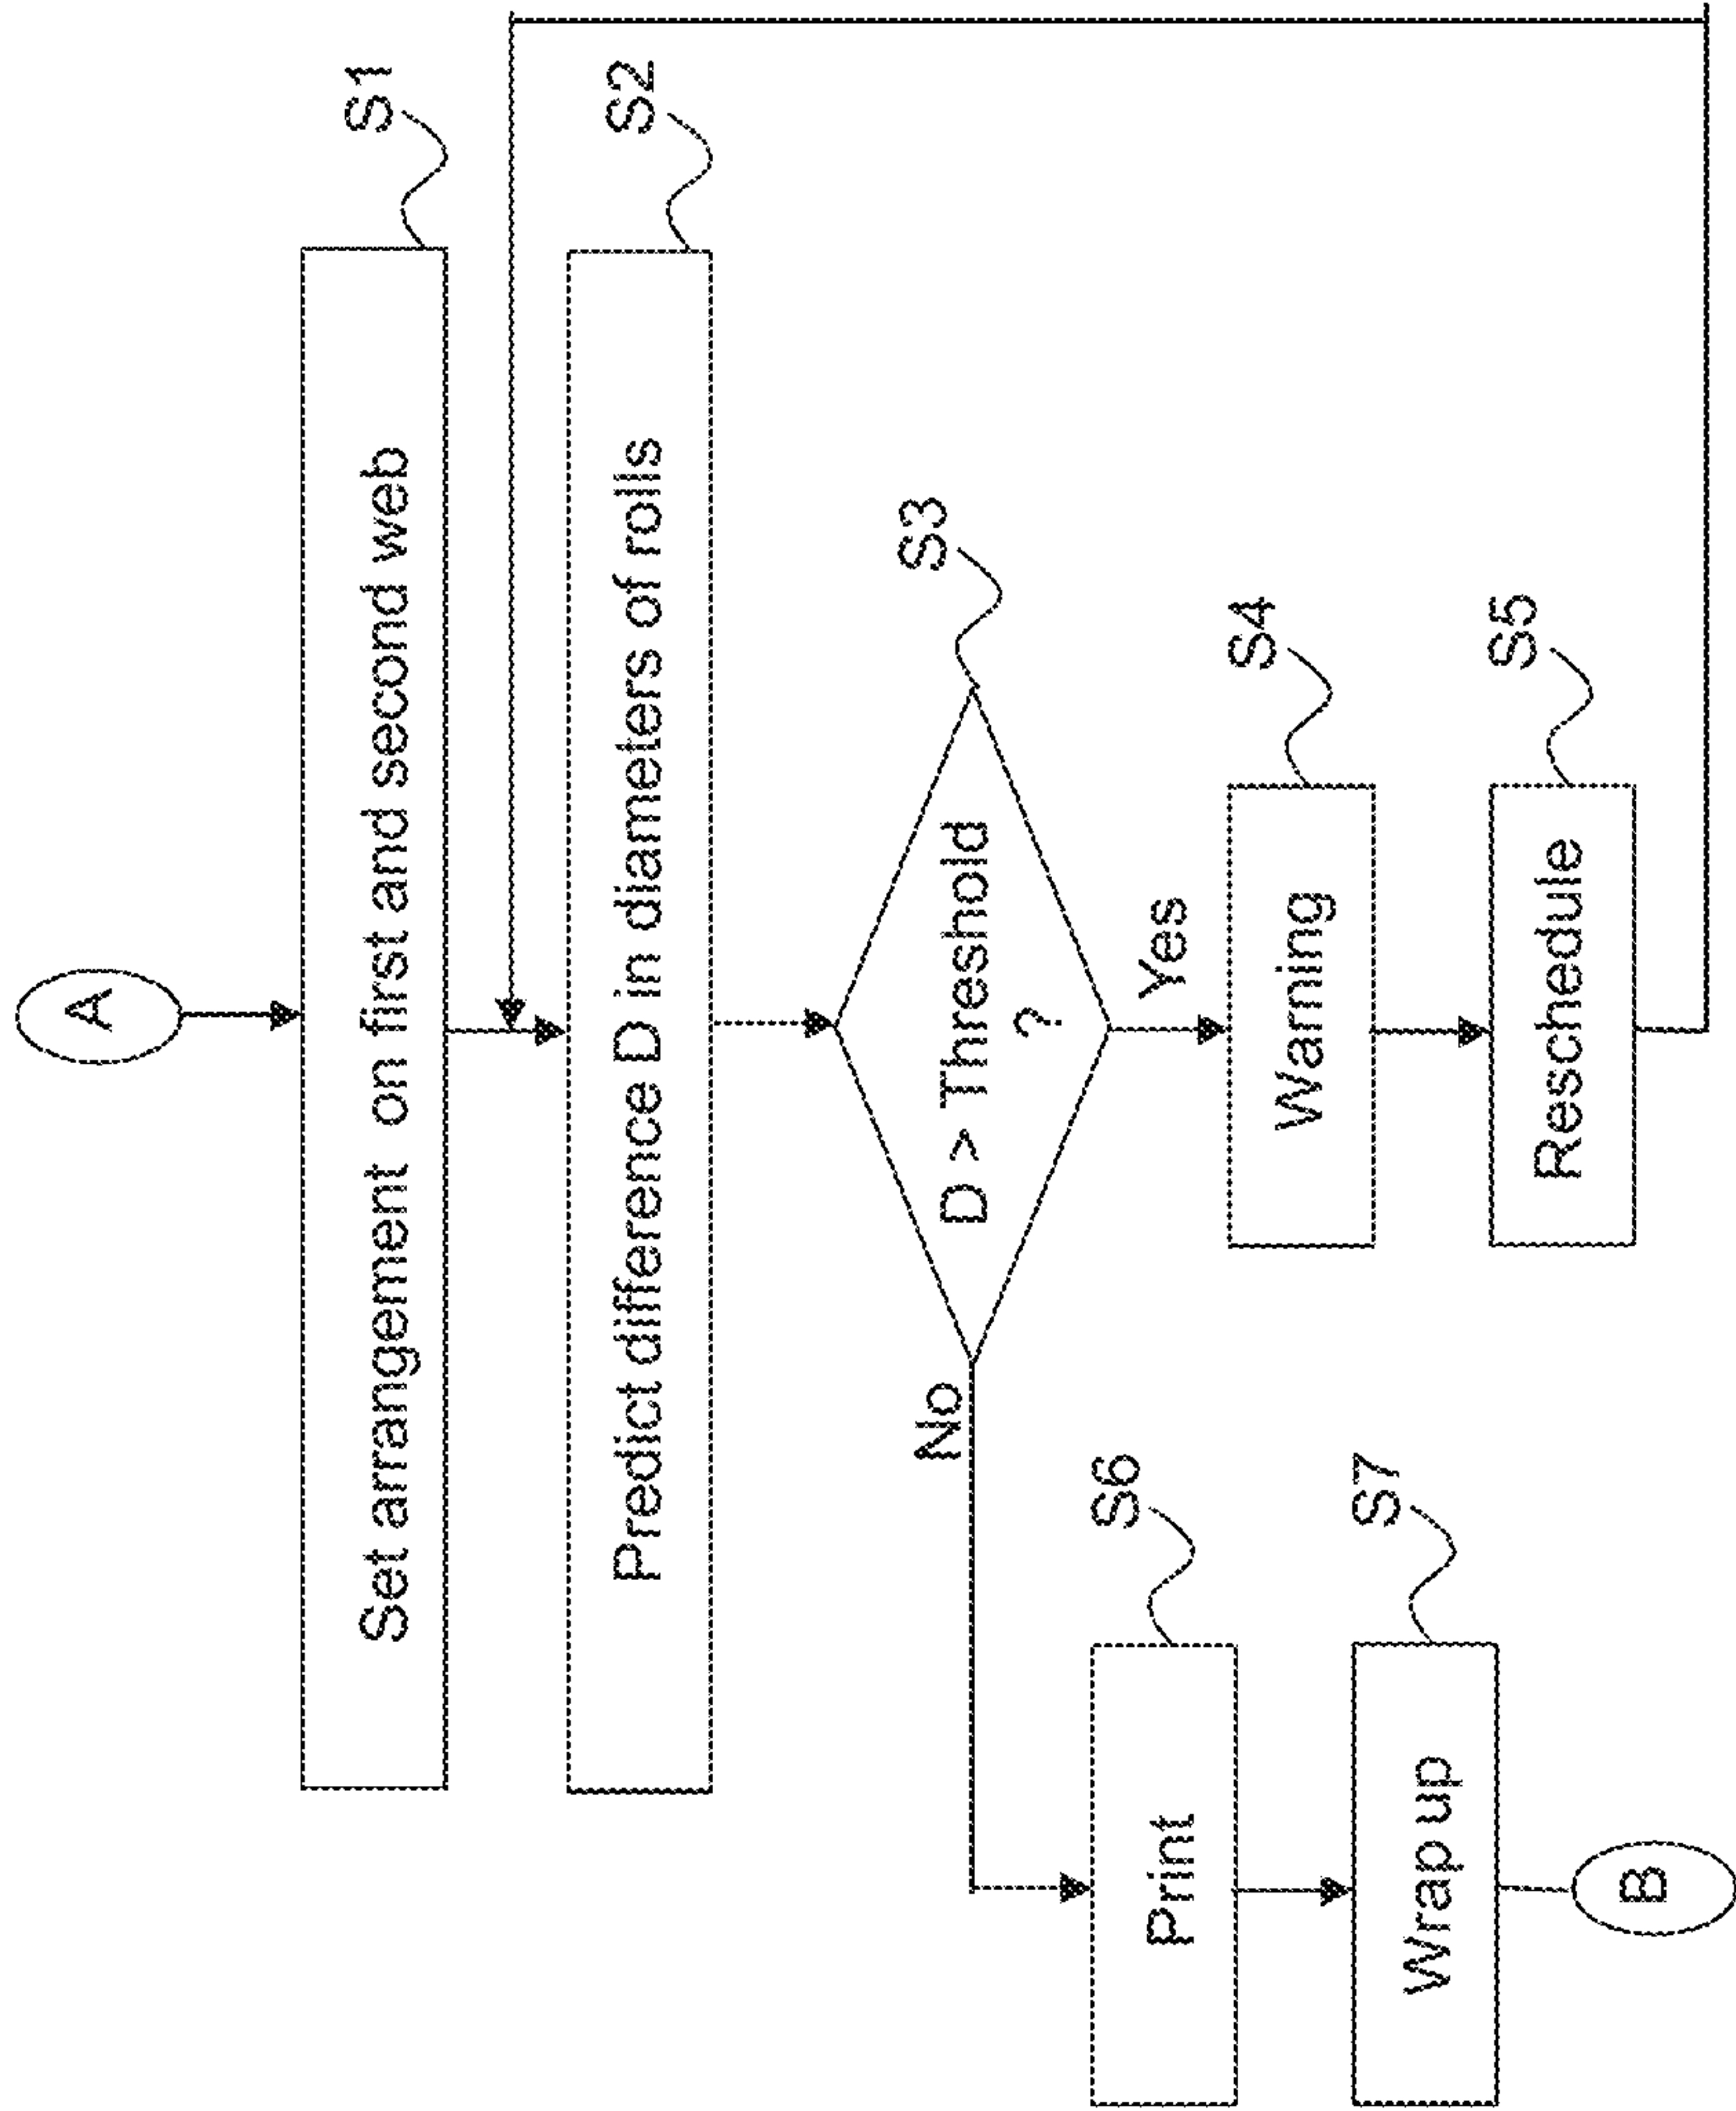 A
S1
Set arrangement on first and second web
S2
Predict difference D in diameters of rolls
S3
D > Threshold
?
No
Yes
S4
Warning
S5
Reschedule
S6
Print
S7
Wrap up
B